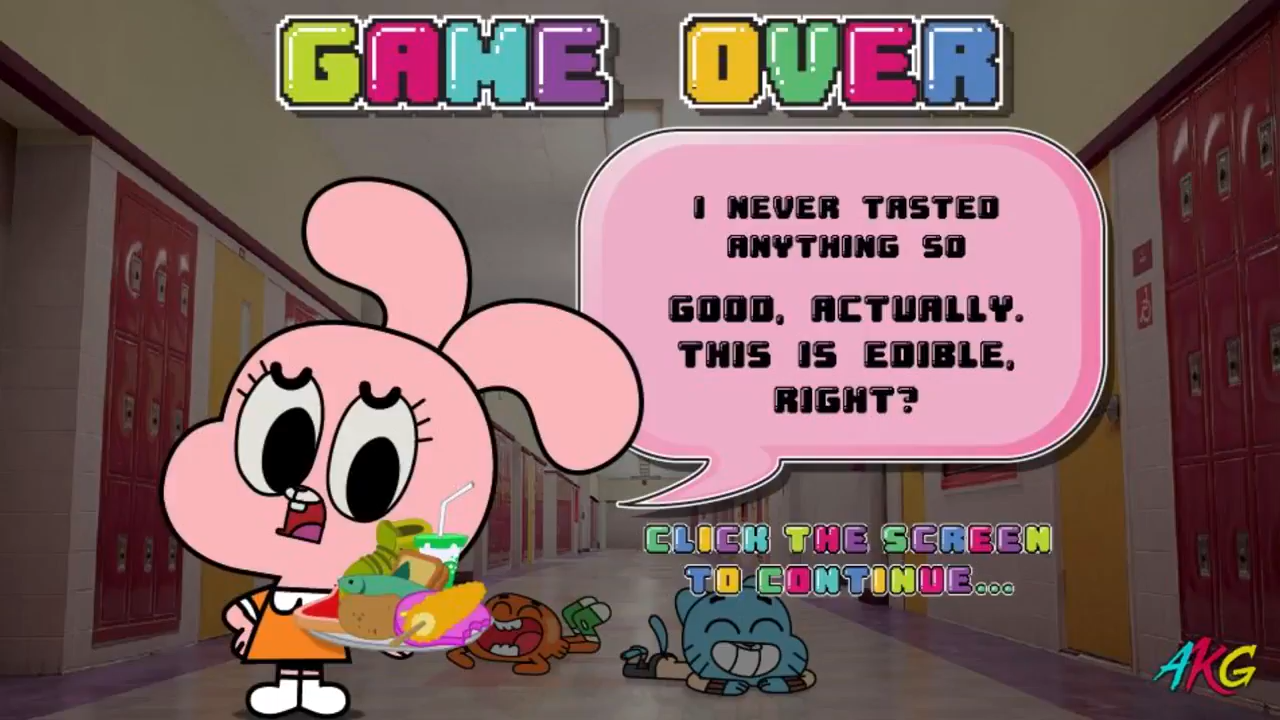 GAME OVER
I NEVER TASTED
ANYTHING SO
GOOD, ACTUALLY.
THIS IS EDIBLE,
RIGHT?
CLICK THE SCREEN
TO CONTINUE...
AKG